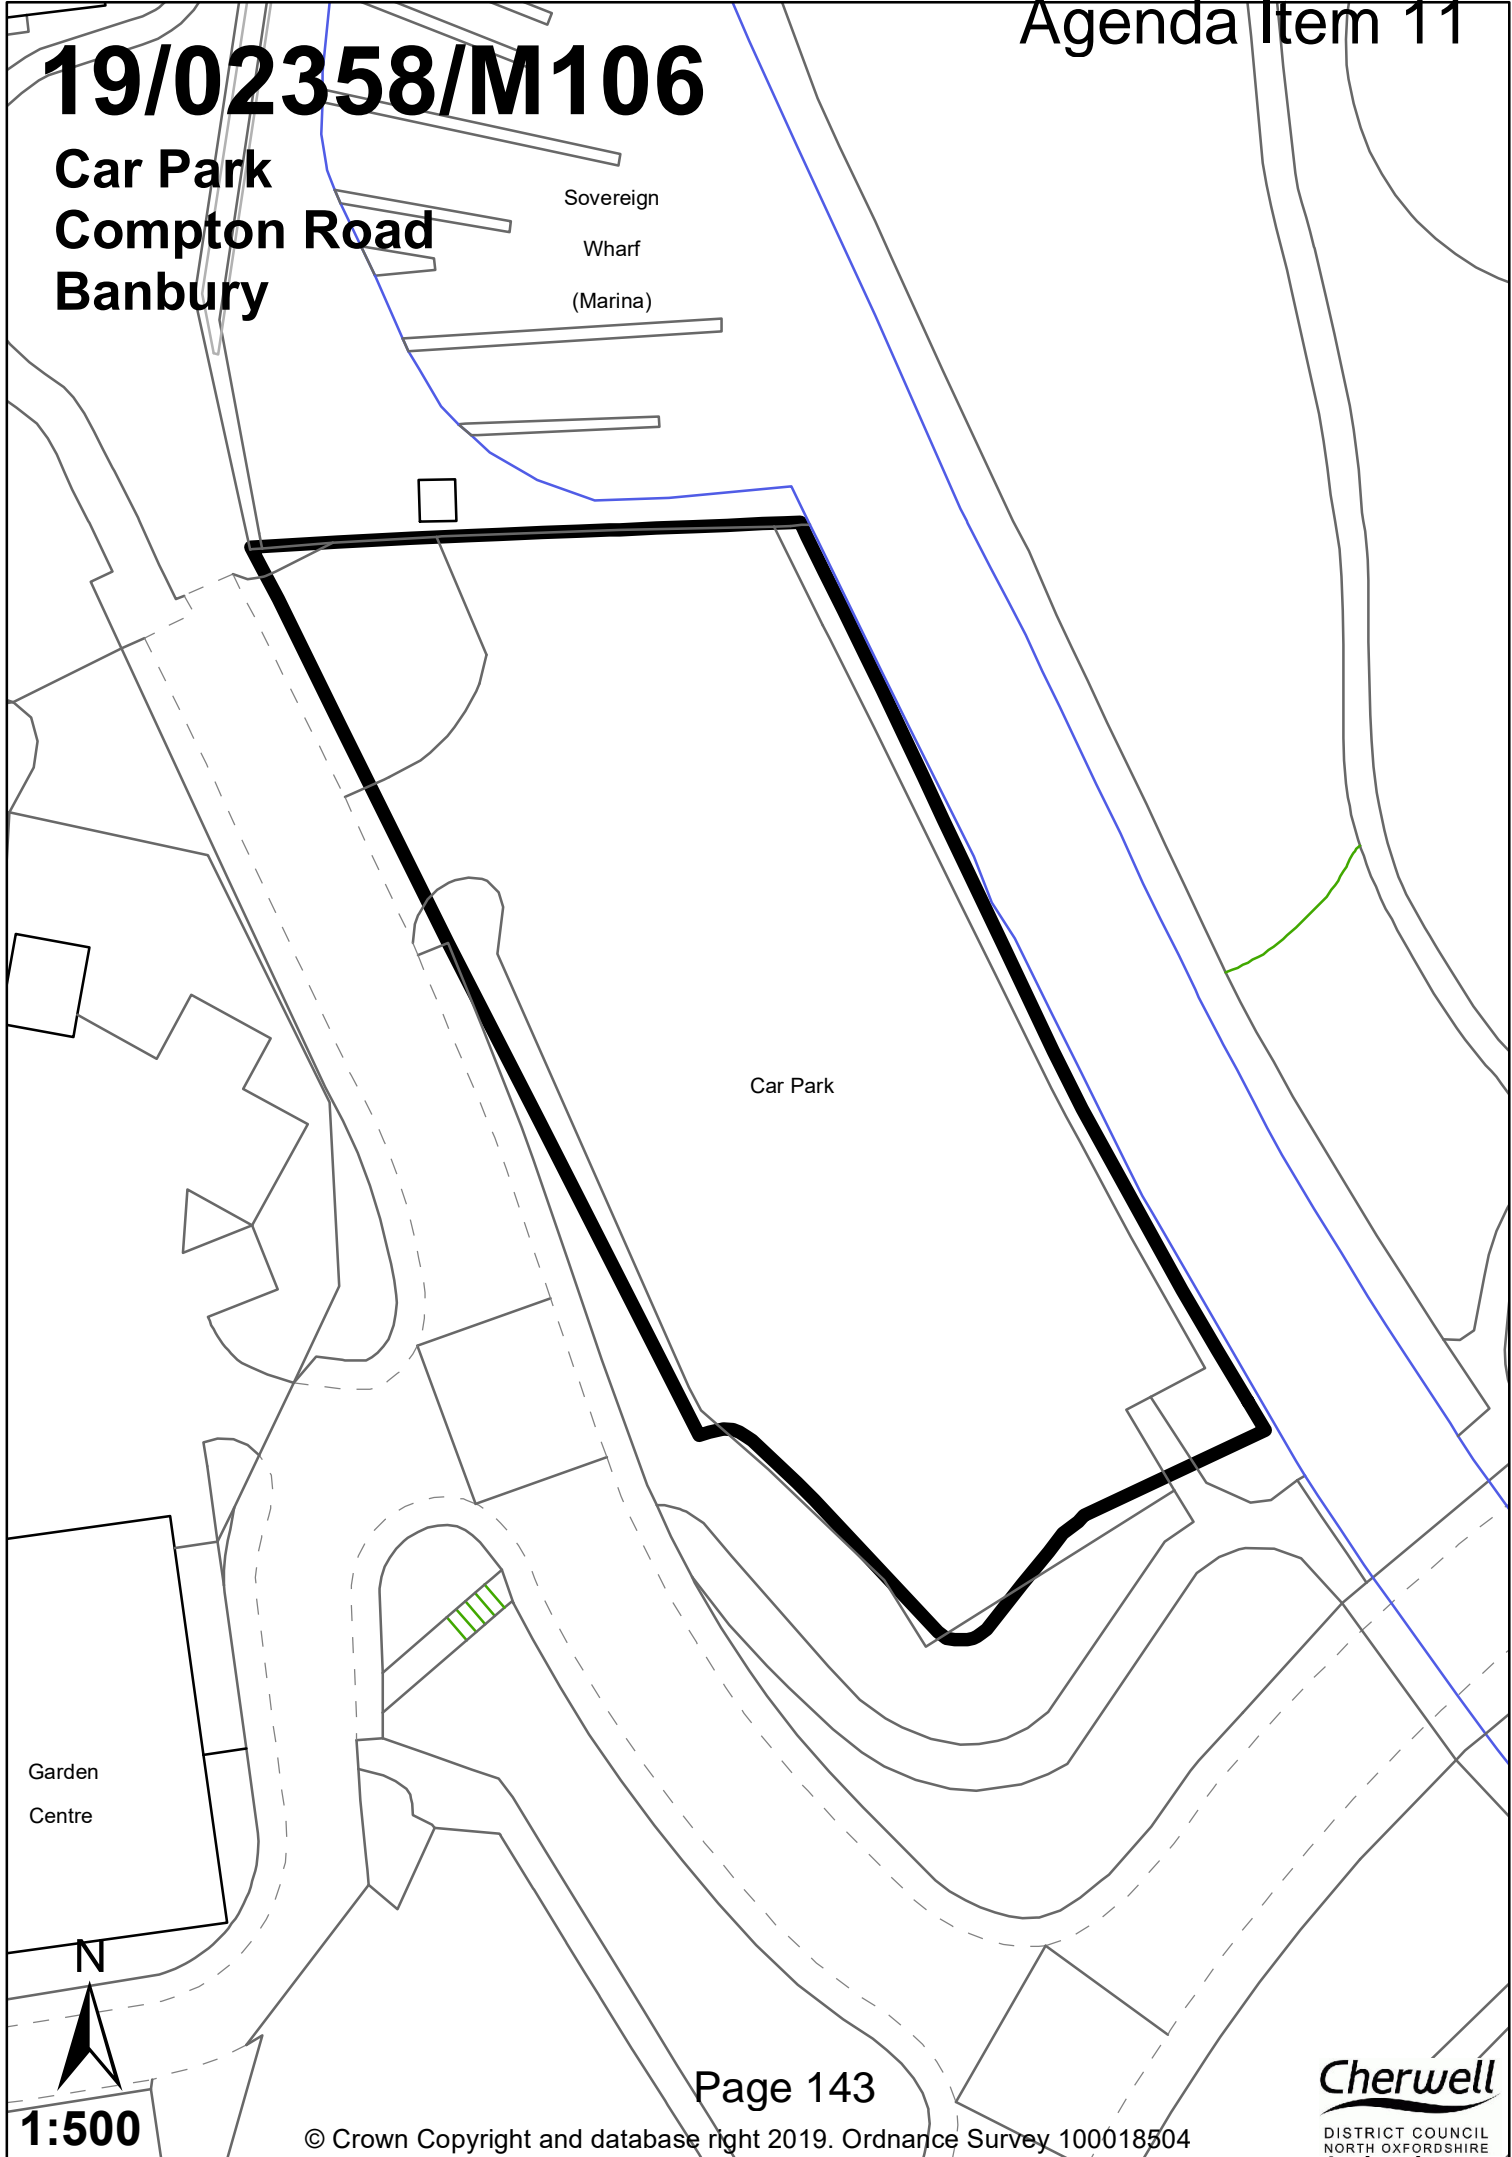 Agenda Item 11
19/02358/M106
Car Park
Compton Road
Banbury
Sovereign
Wharf
(Marina)
Car Park
Garden
Centre
N
1:500
Page 143
© Crown Copyright and database right 2019. Ordnance Survey 100018504
Cherwell
DISTRICT COUNCIL
NORTH OXFORDSHIRE